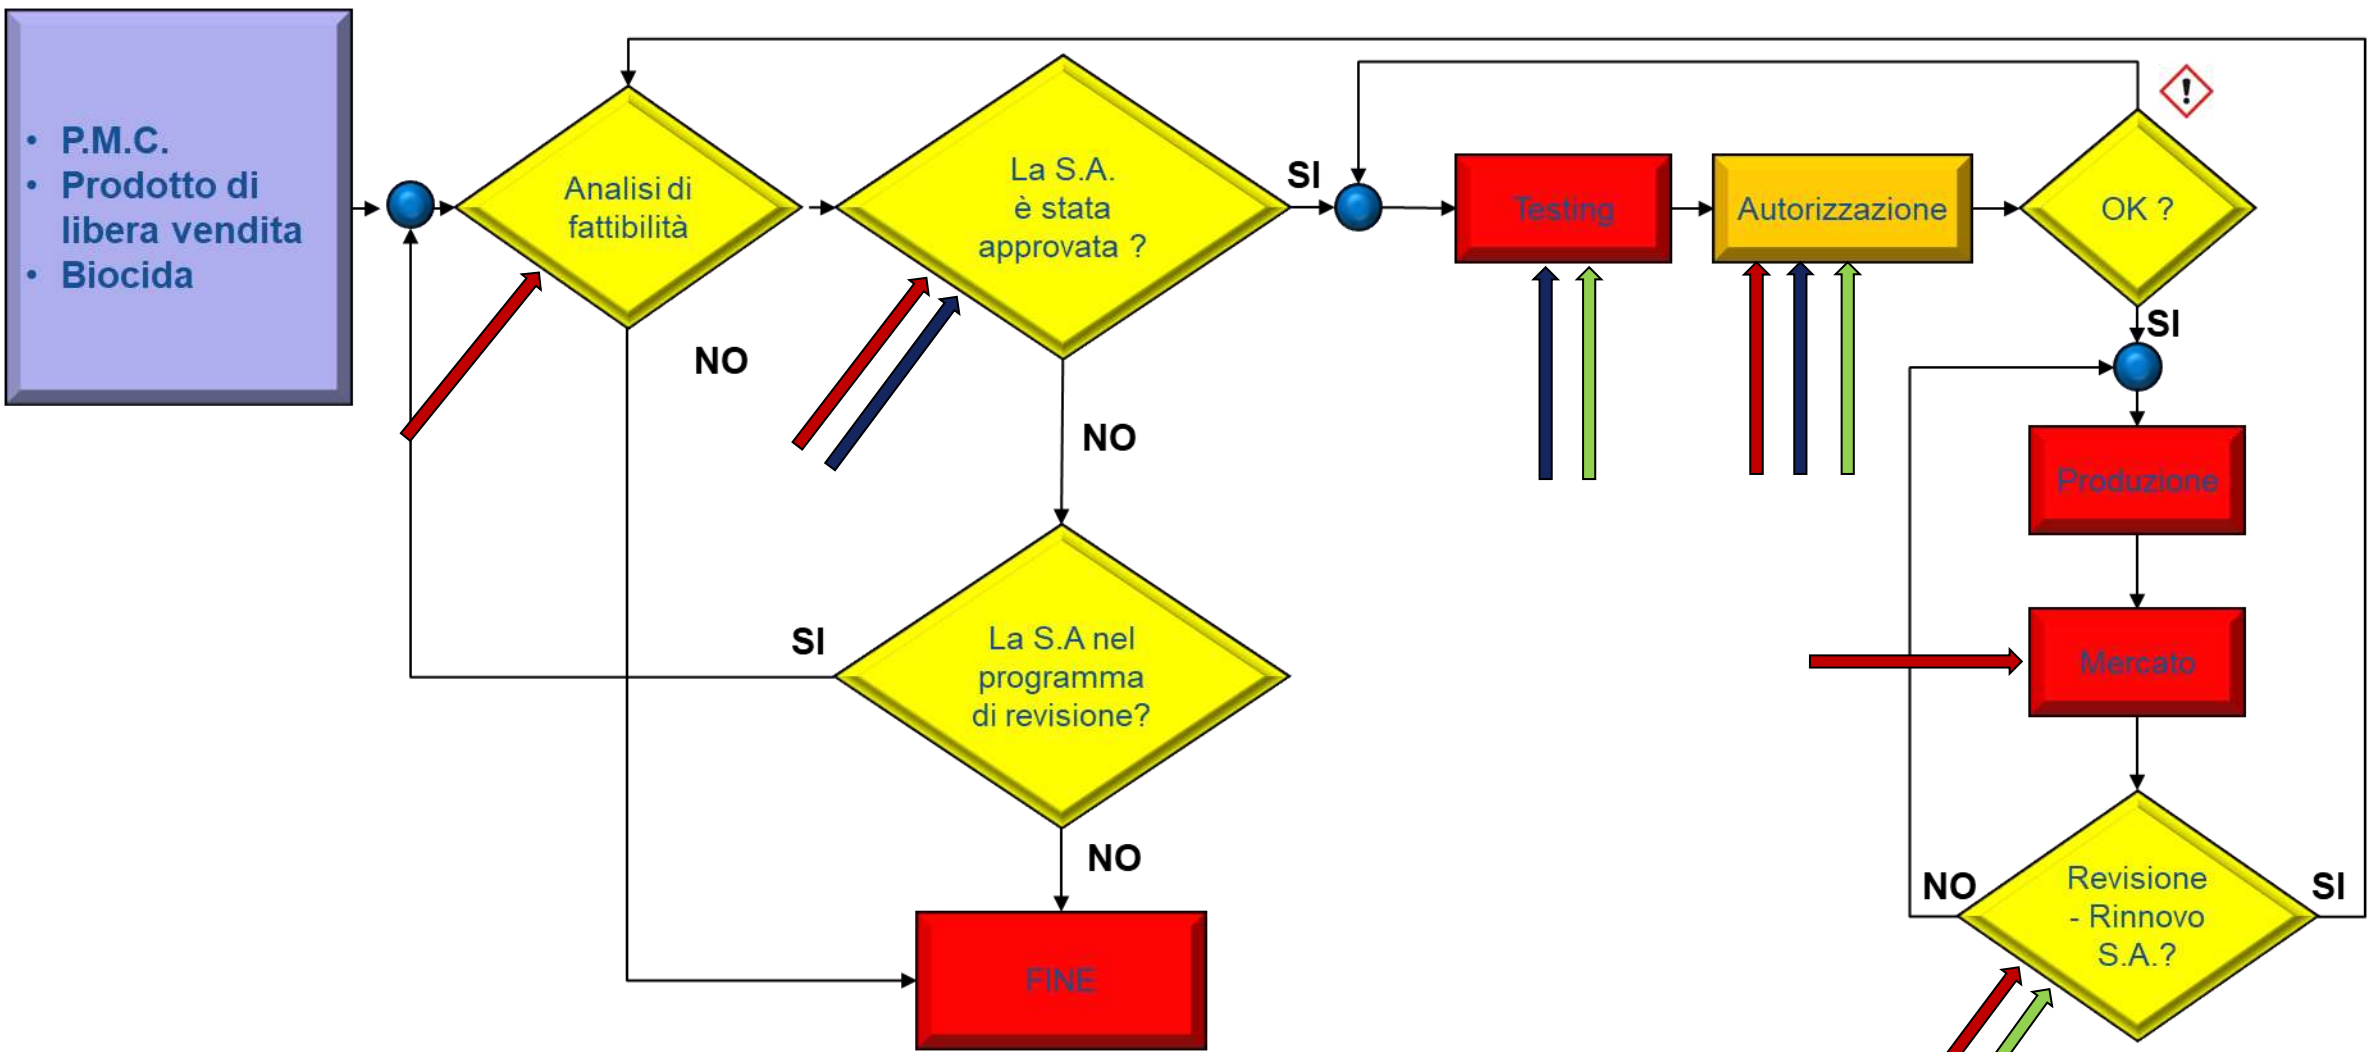 • P.M.C.
• Prodotto di
libera vendita
• Biocida
Analisi di
fattibilità
NO
La S.A.
è stata
approvata ?
SI
NO
La S.A nel
programma
di revisione?
SI
NO
FINE
Testing
Autorizzazione
!
OK ?
SI
Produzione
Mercato
Revisione
- Rinnovo
S.A.?
NO
SI